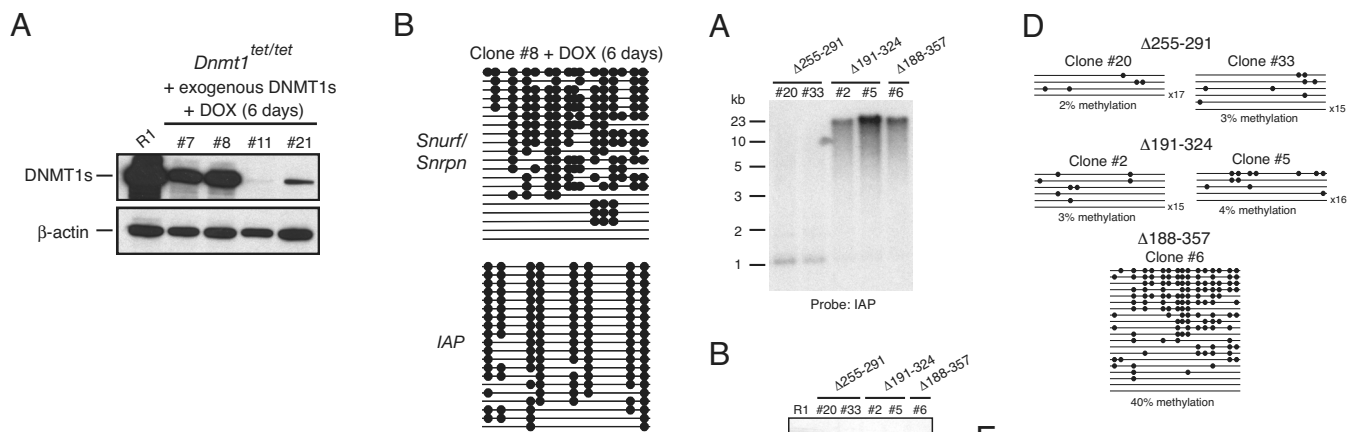 A
Dnmt1 tet/tet
+ exogenous DNMT1s
+ DOX (6 days)
R1 #7 #8 #11 #21
DNMT1s
β-actin
B
Clone #8 + DOX (6 days)
Snurf/
Snrpn
IAP
A
Δ255-291 Δ191-324 Δ188-357
#20 #33 #2 #5 #6
kb
23
10
5
3
2
1
Probe: IAP
B
Δ255-291 Δ191-324 Δ188-357
R1 #20 #33 #2 #5 #6
D
Δ255-291
Clone #20 Clone #33
x17 x15
2% methylation 3% methylation
Δ191-324
Clone #2 Clone #5
x15 x16
3% methylation 4% methylation
Δ188-357
Clone #6
40% methylation